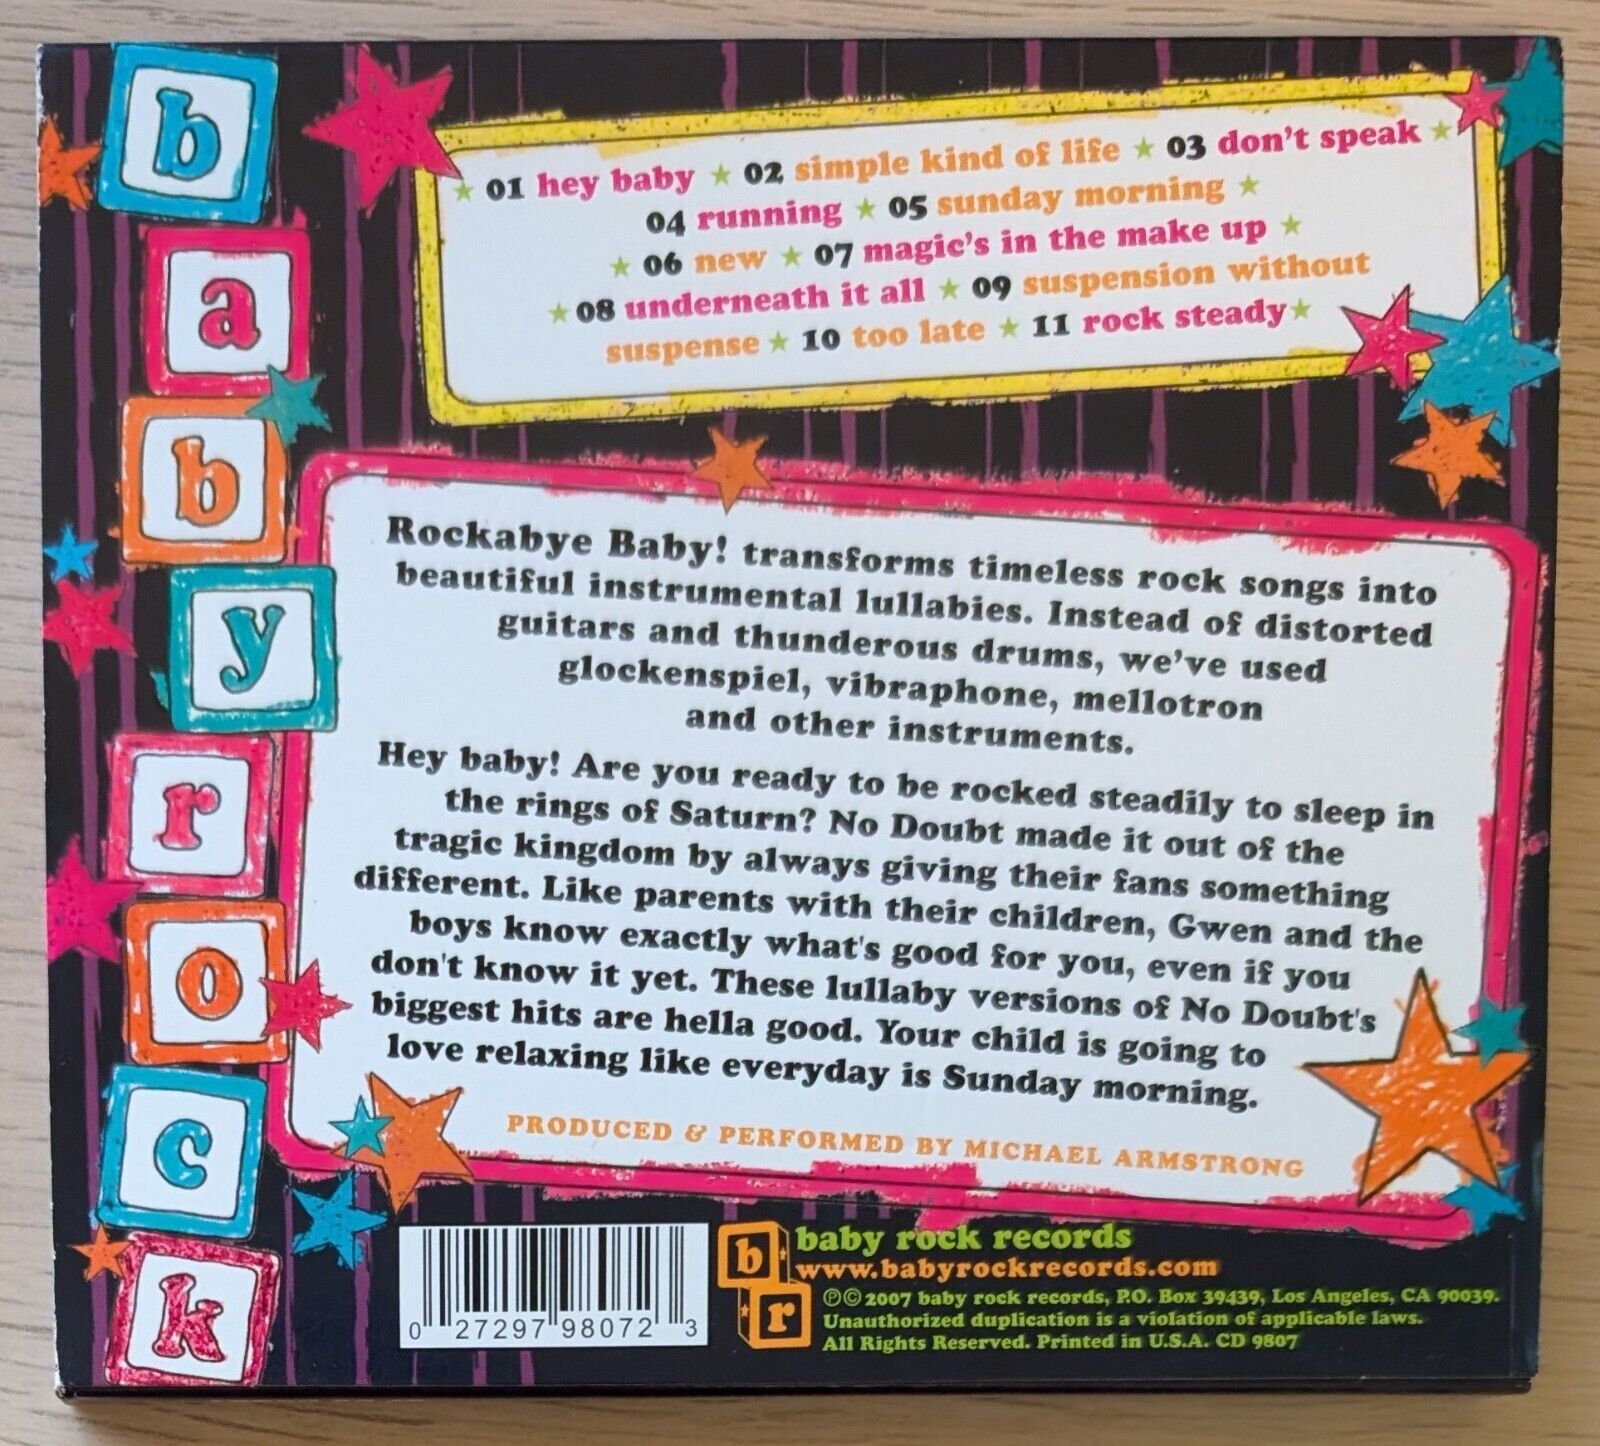 b
a
b
y
r
o
c
k
01 hey baby ★ 02 simple kind of life ★ 03 don't speak ★
04 running ★ 05 sunday morning ★
★ 06 new ★ 07 magic's in the make up ★
★ 08 underneath it all ★ 09 suspension without
suspense ★ 10 too late ★ 11 rock steady ★
Rockabye Baby! transforms timeless rock songs into
beautiful instrumental lullabies. Instead of distorted
guitars and thunderous drums, we've used
glockenspiel, vibraphone, mellotron
and other instruments.
Hey baby! Are you ready to be rocked steadily to sleep in
the rings of Saturn? No Doubt made it out of the
tragic kingdom by always giving their fans something
different. Like parents with their children, Gwen and the
boys know exactly what's good for you, even if you
don't know it yet. These lullaby versions of No Doubt's
biggest hits are hella good. Your child is going to
love relaxing like everyday is Sunday morning.
PRODUCED & PERFORMED BY MICHAEL ARMSTRONG
0 27297 98072 3
b
r
baby rock records
www.babyrockrecords.com
℗© 2007 baby rock records, P.O. Box 39439, Los Angeles, CA 90039.
Unauthorized duplication is a violation of applicable laws.
All Rights Reserved. Printed in U.S.A. CD 9807